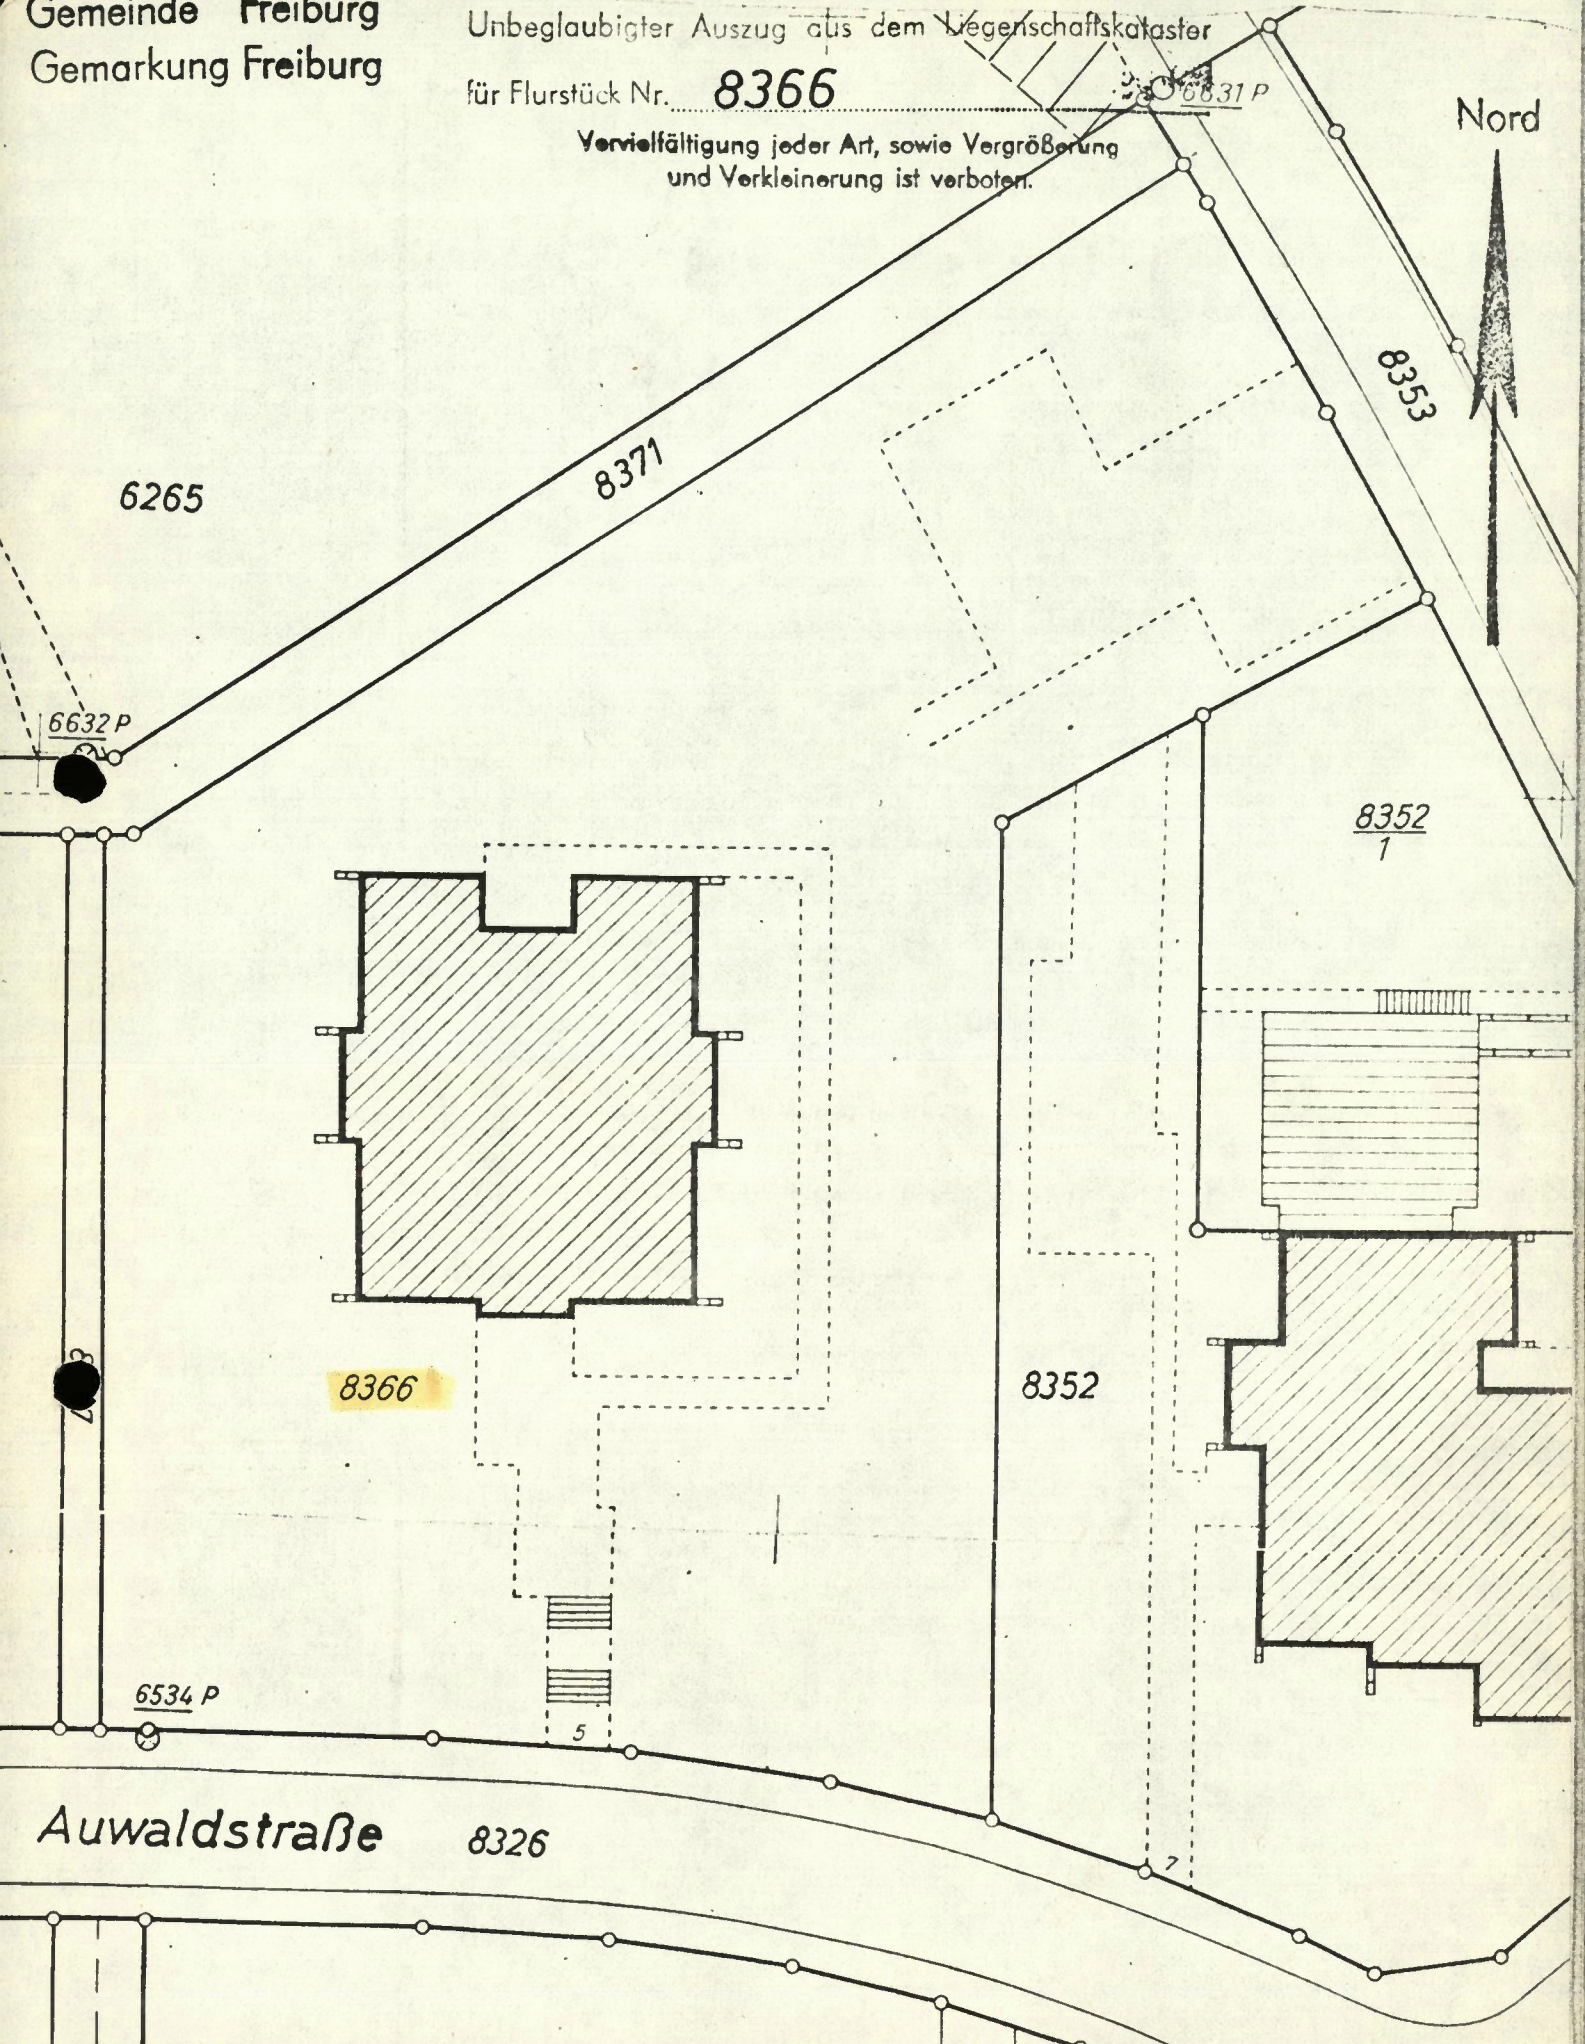 Gemeinde Freiburg
Gemarkung Freiburg
Unbeglaubigter Auszug aus dem Liegenschaftskataster
für Flurstück Nr. 8366
Vervielfältigung jeder Art, sowie Vergrößerung
und Verkleinerung ist verboten.
6631 P
Nord
8353
8371
6265
6632 P
8352
1
8366
8352
6534 P
5
Auwaldstraße
8326
7